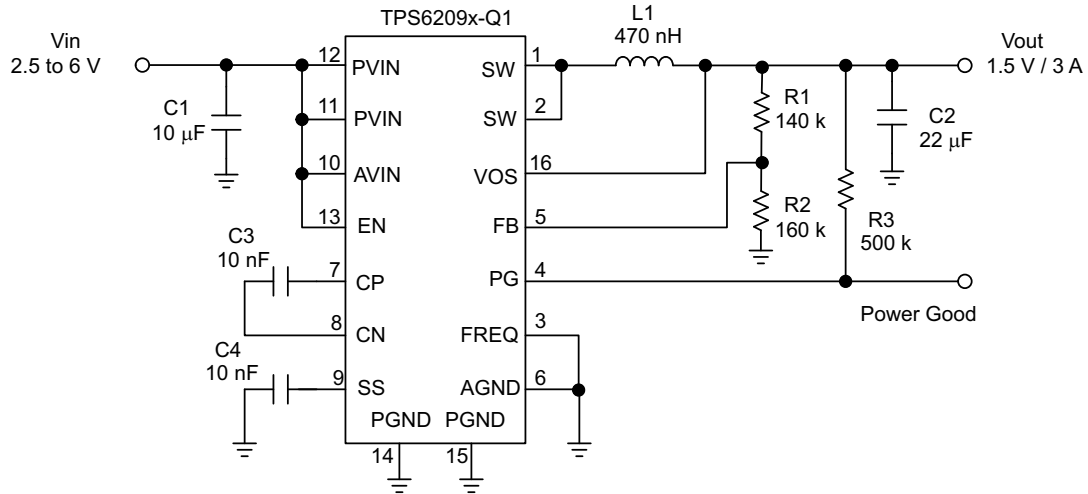 TPS6209x-Q1
Vin
2.5 to 6 V
C1
10 μF
12
PVIN
11
PVIN
10
AVIN
13
EN
C3
10 nF
7
CP
8
CN
C4
10 nF
9
SS
PGND
PGND
14
15
SW
1
SW
2
VOS
16
FB
5
PG
4
FREQ
3
AGND
6
L1
470 nH
R1
140 k
R2
160 k
R3
500 k
C2
22 μF
Vout
1.5 V / 3 A
Power Good